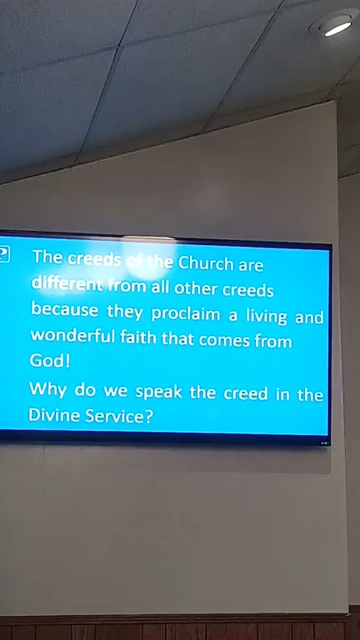 ?
The creeds of the Church are
different from all other creeds
because they proclaim a living and
wonderful faith that comes from
God!
Why do we speak the creed in the
Divine Service?